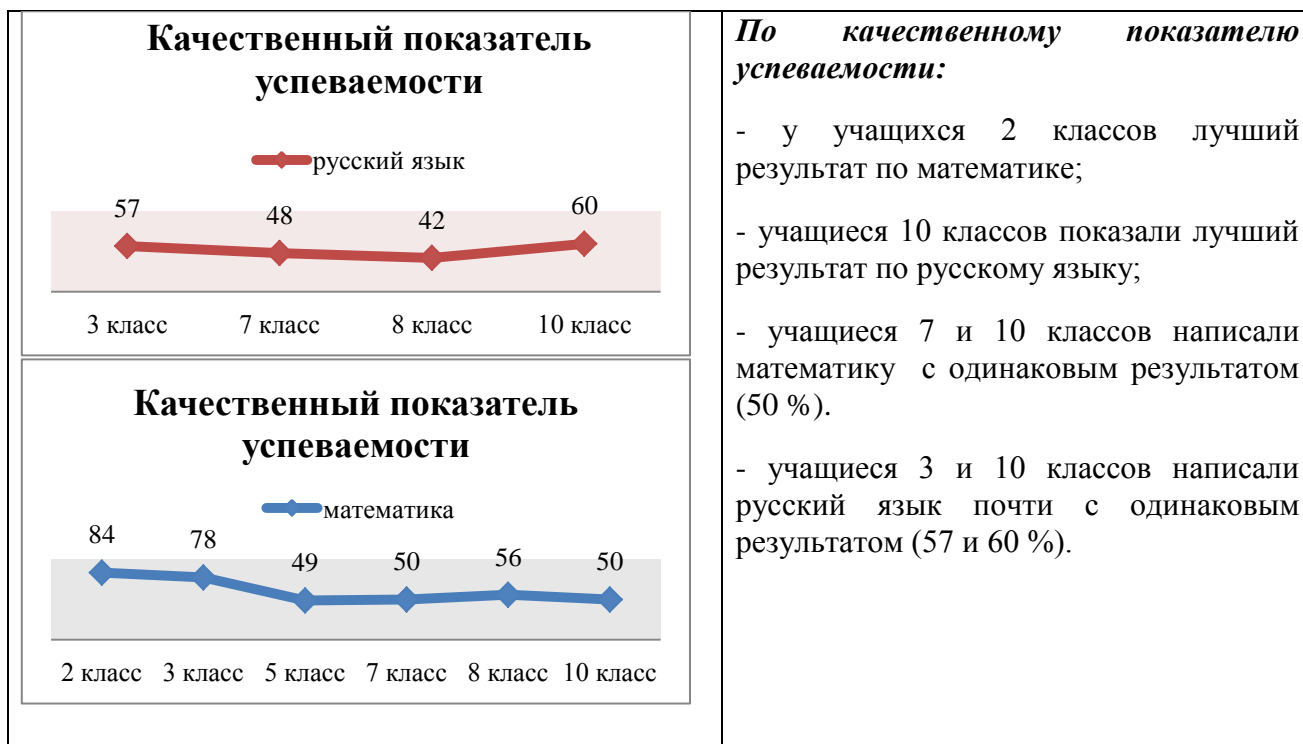 Качественный показатель
успеваемости
русский язык
57 48 42 60
3 класс 7 класс 8 класс 10 класс
Качественный показатель
успеваемости
математика
84 78 49 50 56 50
2 класс 3 класс 5 класс 7 класс 8 класс 10 класс
По качественному показателю
успеваемости:
- у учащихся 2 классов лучший
результат по математике;
- учащиеся 10 классов показали лучший
результат по русскому языку;
- учащиеся 7 и 10 классов написали
математику с одинаковым результатом
(50 %).
- учащиеся 3 и 10 классов написали
русский язык почти с одинаковым
результатом (57 и 60 %).